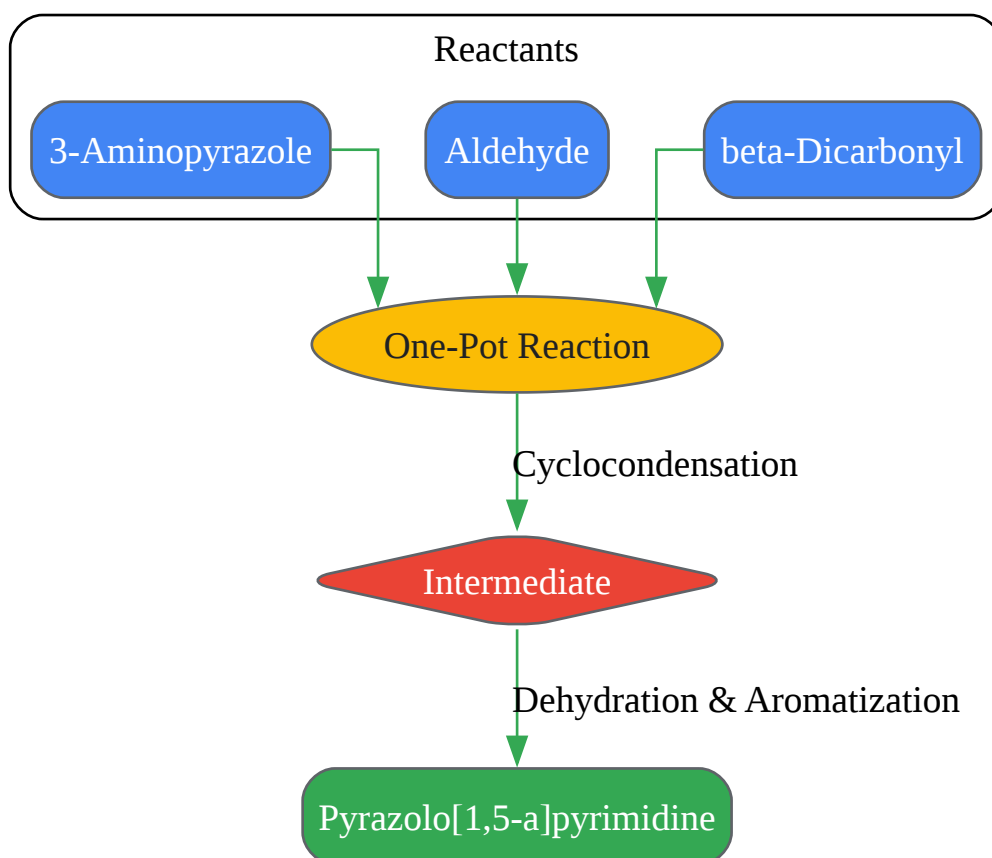 Reactants
3-Aminopyrazole
Aldehyde
beta-Dicarbonyl
One-Pot Reaction
Cyclocondensation
Intermediate
Dehydration & Aromatization
Pyrazolo[1,5-a]pyrimidine